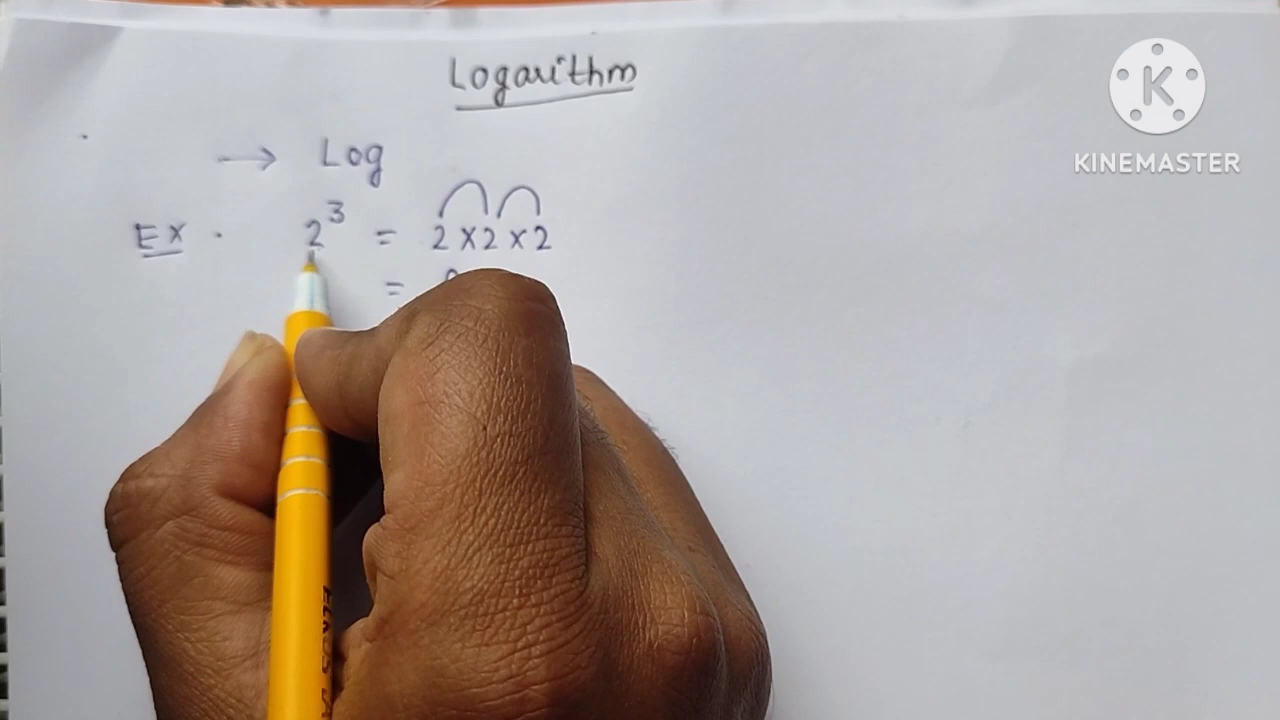 Logarithm
→ Log
Ex. 2³ = 2×2×2
=
KINEMASTER